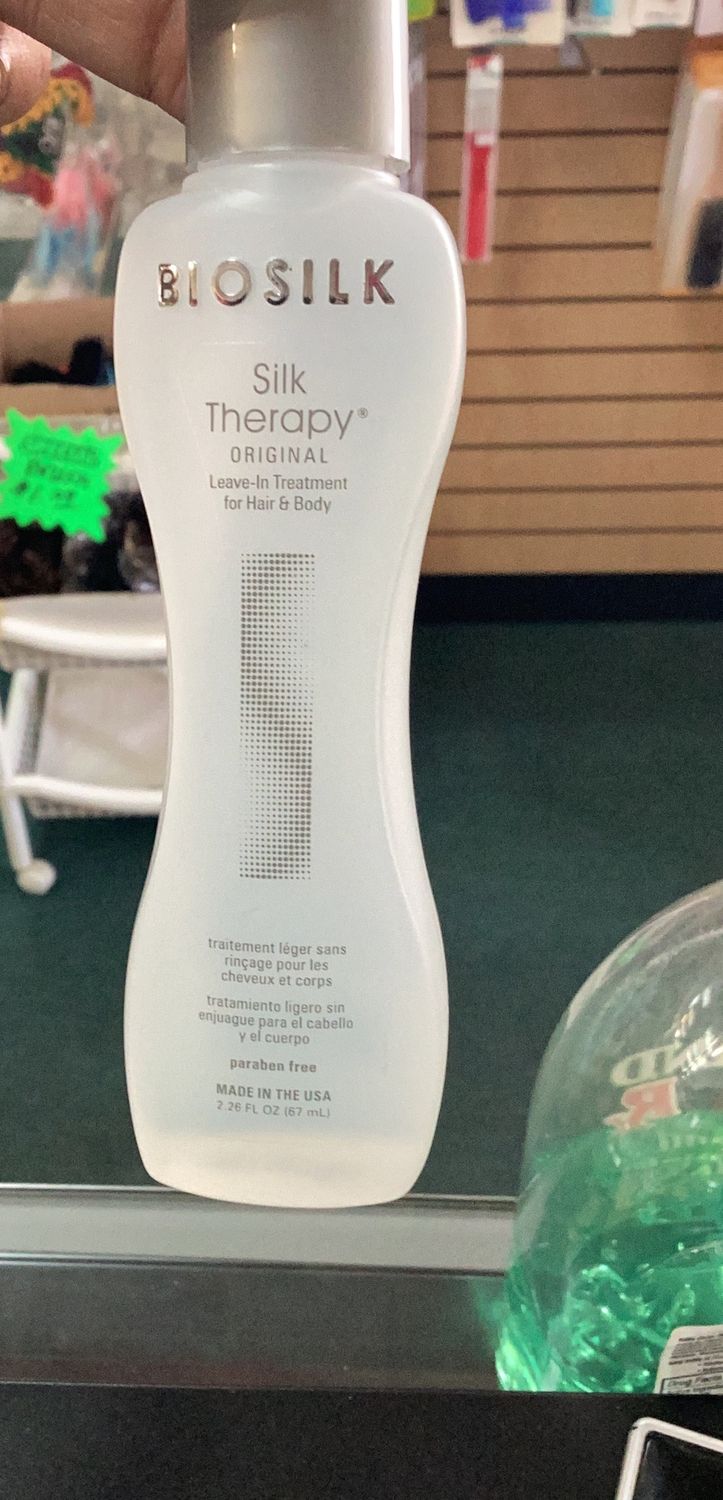 BIOSILK
Silk
Therapy®
ORIGINAL
Leave-In Treatment
for Hair & Body
traitement léger sans
rinçage pour les
cheveux et corps
tratamiento ligero sin
enjuague para el cabello
y el cuerpo
paraben free
MADE IN THE USA
2.26 FL OZ (67 mL)
Drug Facts